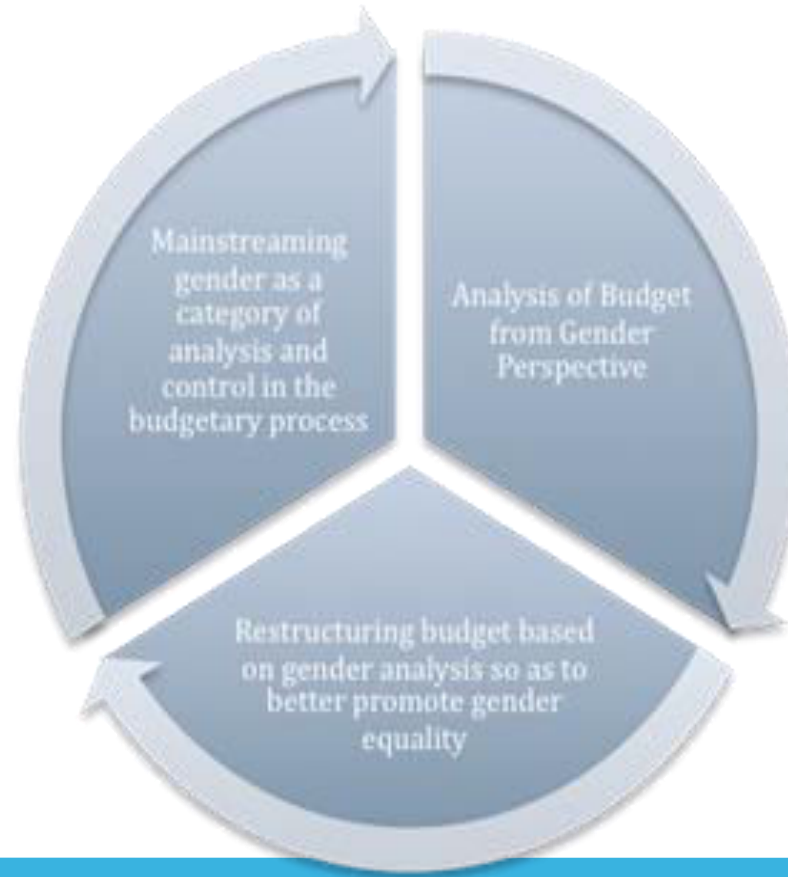 Mainstreaming
gender as a
category of
analysis and
control in the
budgetary process
Analysis of Budget
from Gender
Perspective
Restructuring budget based
on gender analysis so as to
better promote gender
equality